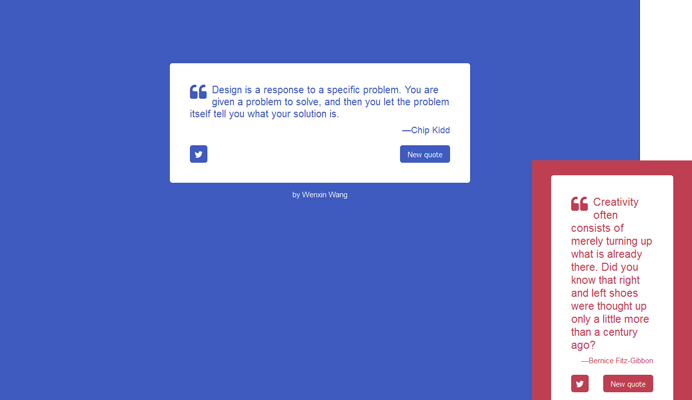 Design is a response to a specific problem. You are
given a problem to solve, and then you let the problem
itself tell you what your solution is.
—Chip Kidd
New quote
by Wenxin Wang
Creativity
often
consists of
merely turning up
what is already
there. Did you
know that right
and left shoes
were thought up
only a little more
than a century
ago?
—Bernice Fitz-Gibbon
New quote